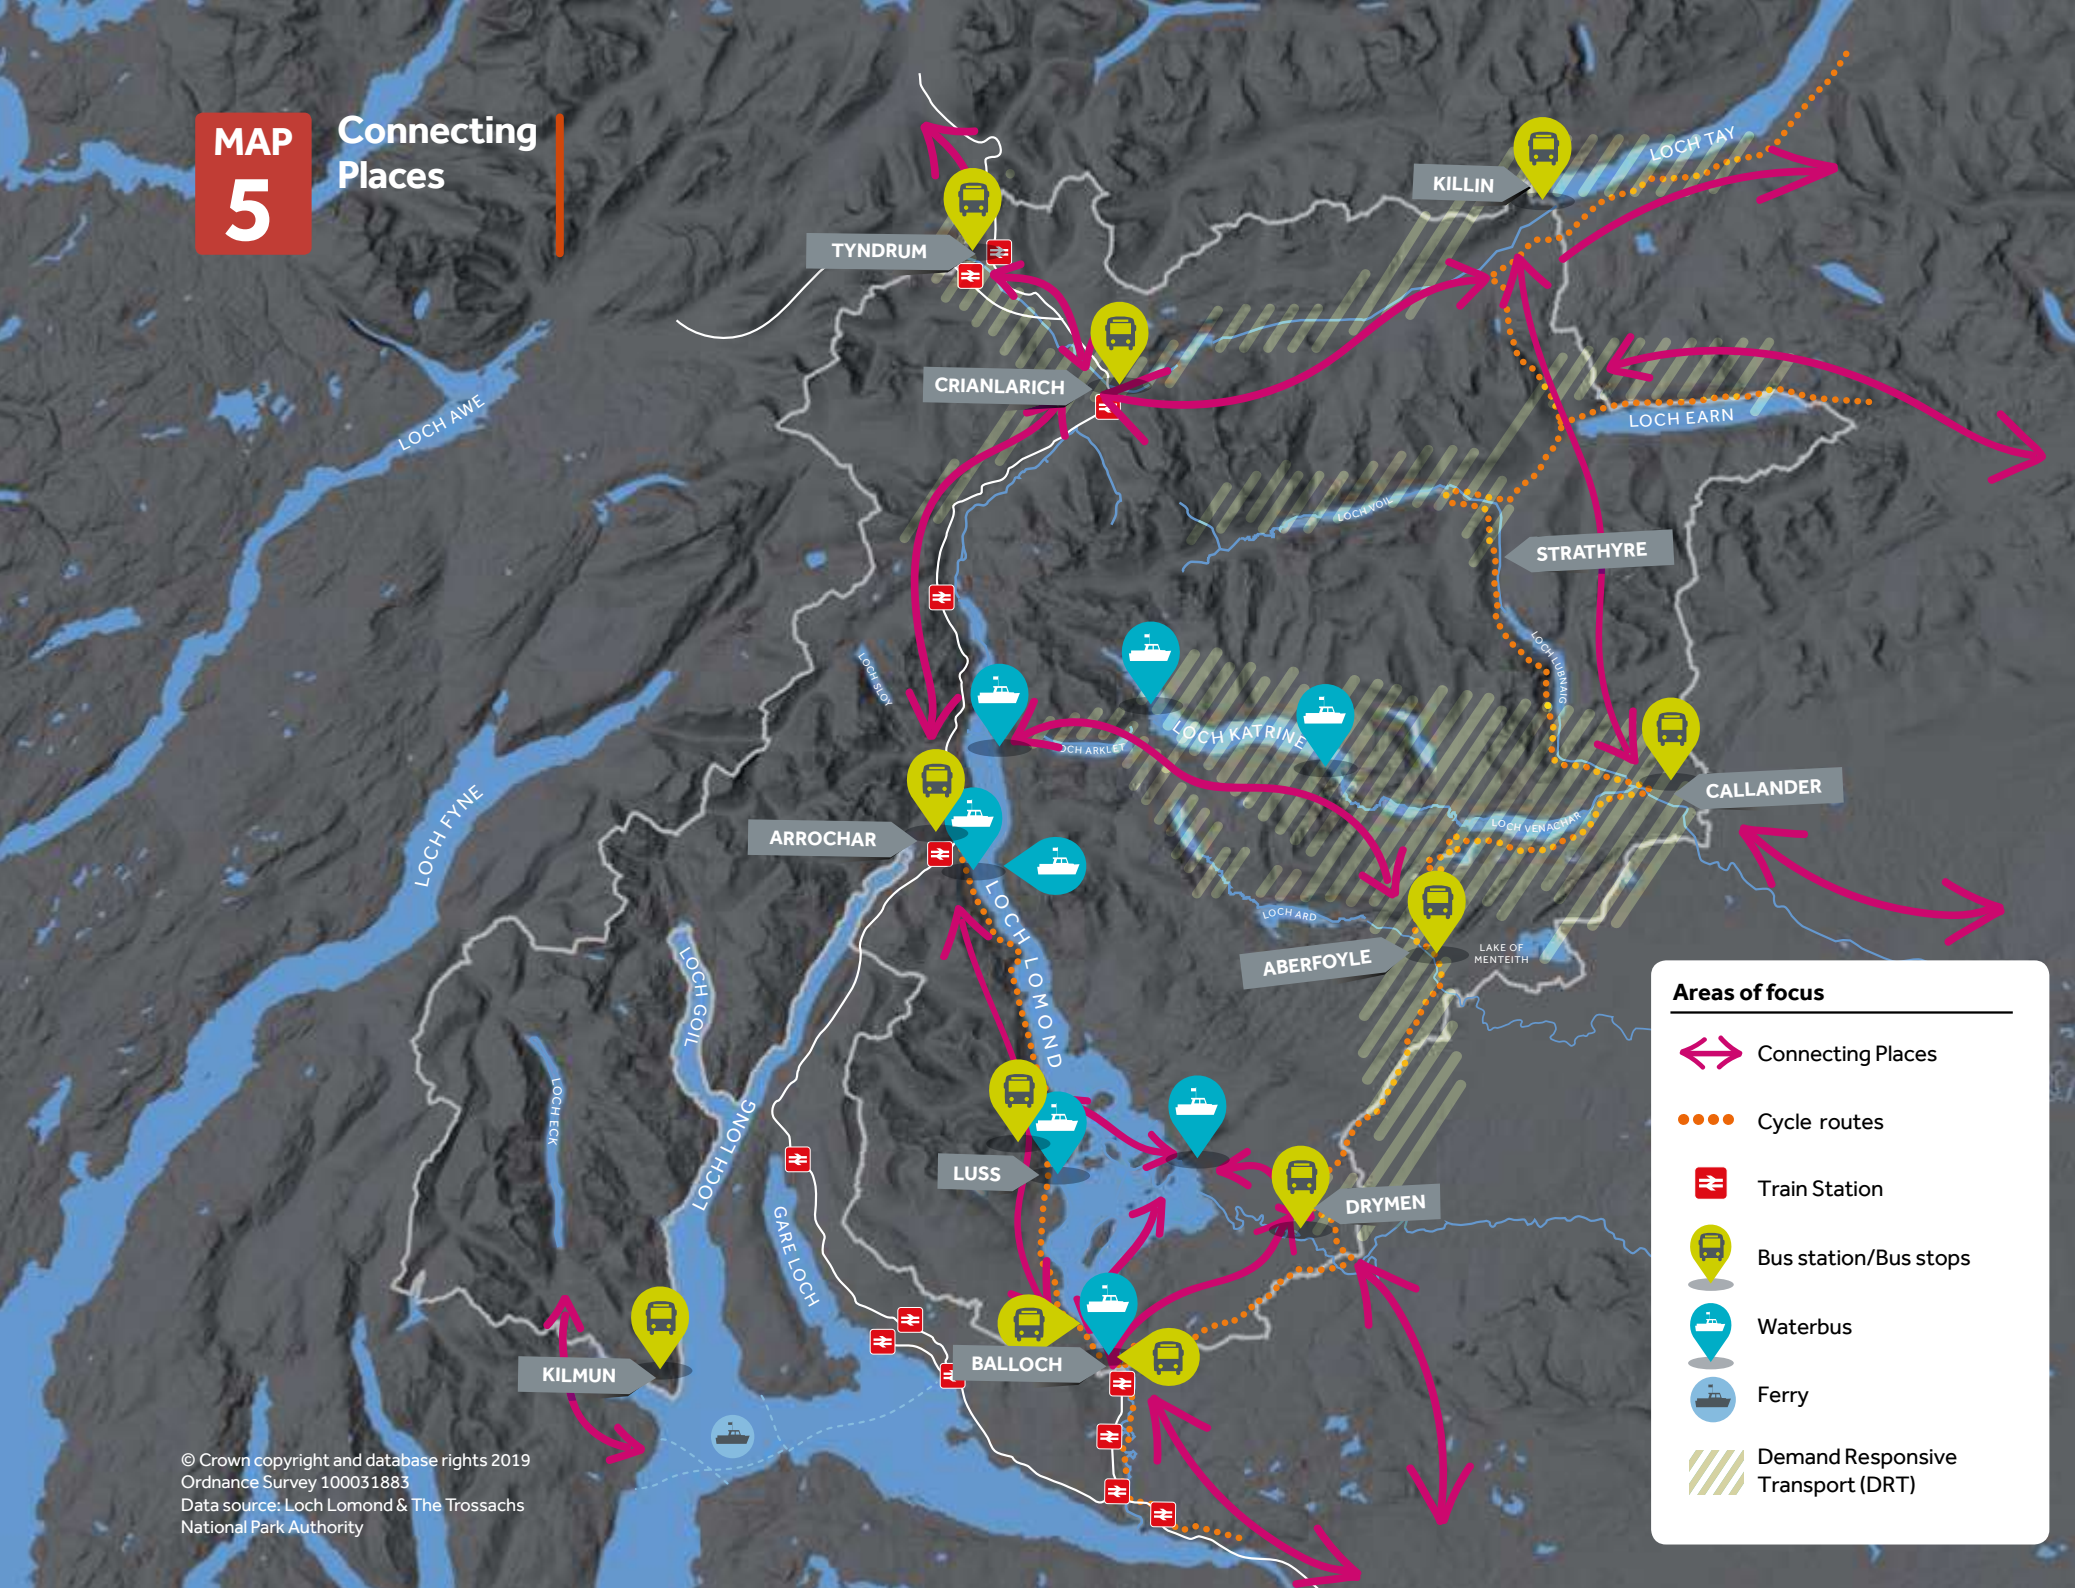 MAP
5
Connecting
Places
KILLIN
LOCH TAY
TYNDRUM
CRIANLARICH
LOCH AWE
LOCH EARN
LOCH VOIL
STRATHYRE
LOCH LUBNAIG
LOCH SLOY
LOCH KATRINE
LOCH ARKLET
CALLANDER
LOCH FYNE
LOCH VENACHAR
ARROCHAR
LOCH ARD
ABERFOYLE
LAKE OF
MENTEITH
LOCH LOMOND
LOCH GOIL
LOCH ECK
LOCH LONG
LUSS
DRYMEN
GARE LOCH
KILMUN
BALLOCH
Areas of focus
Connecting Places
Cycle routes
Train Station
Bus station/Bus stops
Waterbus
Ferry
Demand Responsive
Transport (DRT)
© Crown copyright and database rights 2019
Ordnance Survey 100031883
Data source: Loch Lomond & The Trossachs
National Park Authority